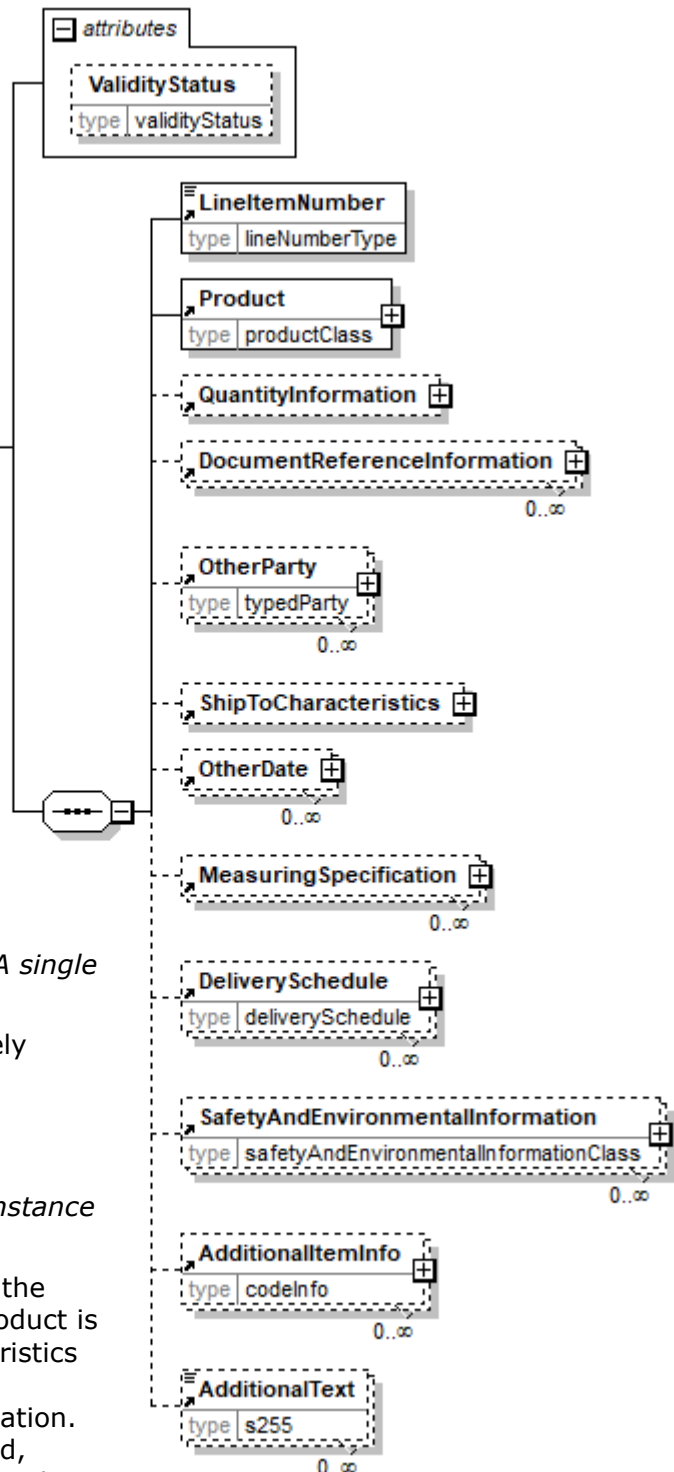 attributes
ValidityStatus
type validityStatus
LineItemNumber
type lineNumberType
Product
type productClass
QuantityInformation
DocumentReferenceInformation
0..∞
OtherParty
type typedParty
0..∞
ShipToCharacteristics
OtherDate
0..∞
MeasuringSpecification
0..∞
A single
DeliverySchedule
type deliverySchedule
ely
0..∞
SafetyAndEnvironmentalInformation
type safetyAndEnvironmentalInformationClass
0..∞
nstance
AdditionalItemInfo
type codeInfo
the
oduct is
0..∞
ristics
AdditionalText
type s255
ation.
d,
0..∞